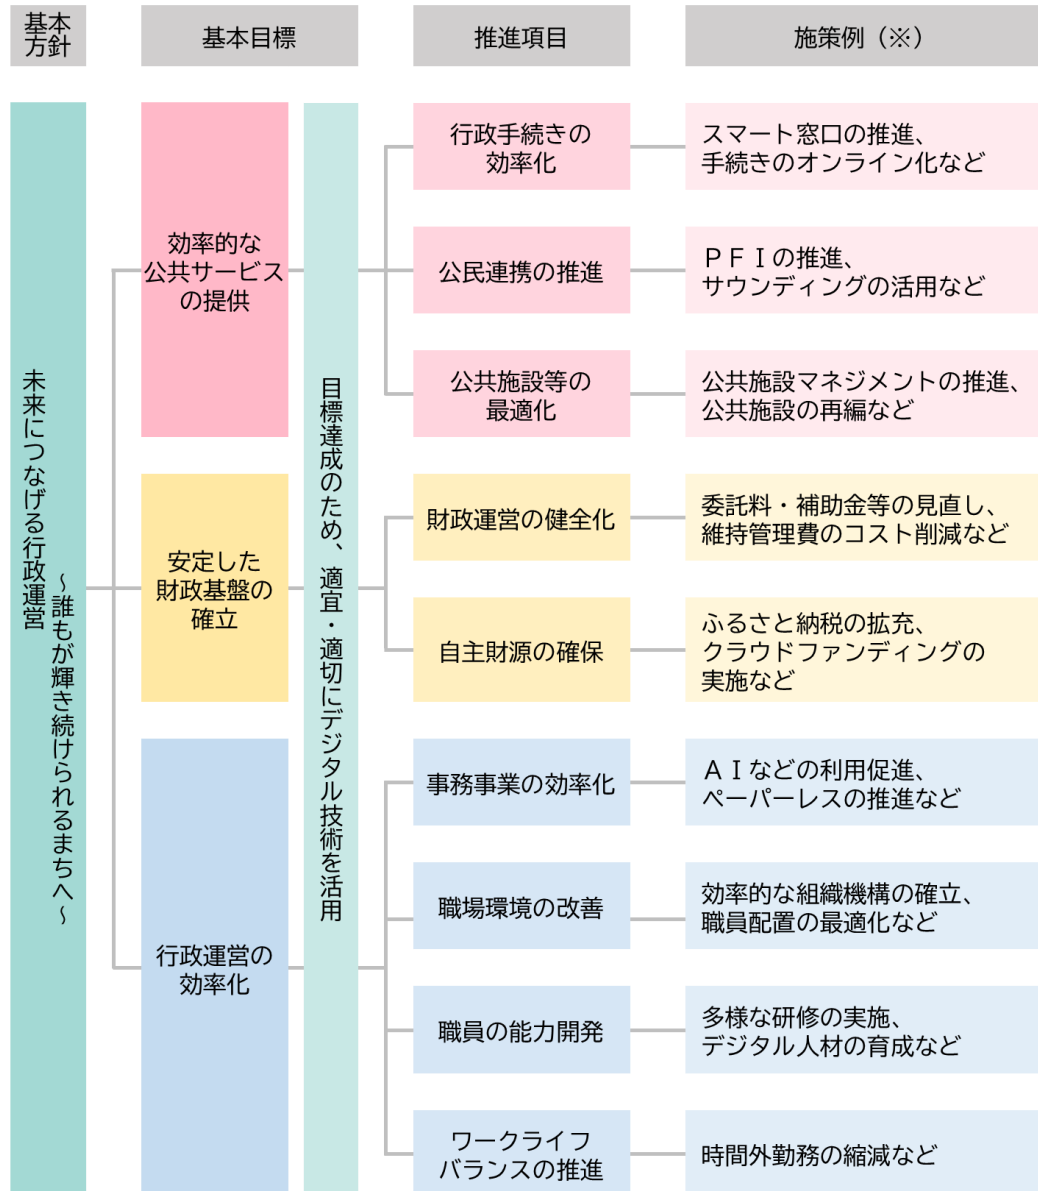 基本
方針
基本目標
推進項目
施策例（※）
未来につなげる行政運営
～誰もが輝き続けられるまちへ～
効率的な
公共サービス
の提供
安定した
財政基盤の
確立
行政運営の
効率化
目標達成のため、適宜・適切にデジタル技術を活用
行政手続きの
効率化
スマート窓口の推進、
手続きのオンライン化など
公民連携の推進
ＰＦＩの推進、
サウンディングの活用など
公共施設等の
最適化
公共施設マネジメントの推進、
公共施設の再編など
財政運営の健全化
委託料・補助金等の見直し、
維持管理費のコスト削減など
自主財源の確保
ふるさと納税の拡充、
クラウドファンディングの
実施など
事務事業の効率化
ＡＩなどの利用促進、
ペーパーレスの推進など
職場環境の改善
効率的な組織機構の確立、
職員配置の最適化など
職員の能力開発
多様な研修の実施、
デジタル人材の育成など
ワークライフ
バランスの推進
時間外勤務の縮減など